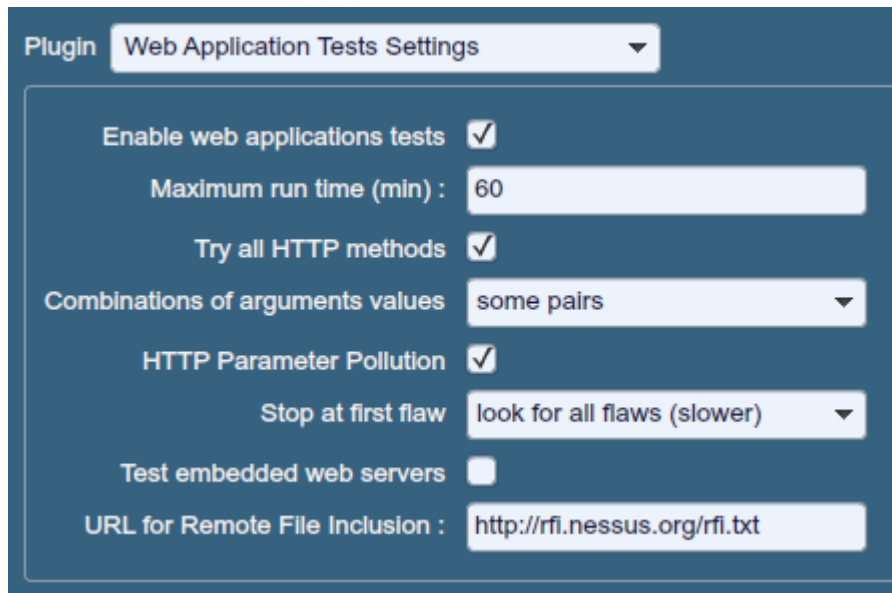 Plugin Web Application Tests Settings
Enable web applications tests
Maximum run time (min) : 60
Try all HTTP methods
Combinations of arguments values some pairs
HTTP Parameter Pollution
Stop at first flaw look for all flaws (slower)
Test embedded web servers
URL for Remote File Inclusion : http://rfi.nessus.org/rfi.txt